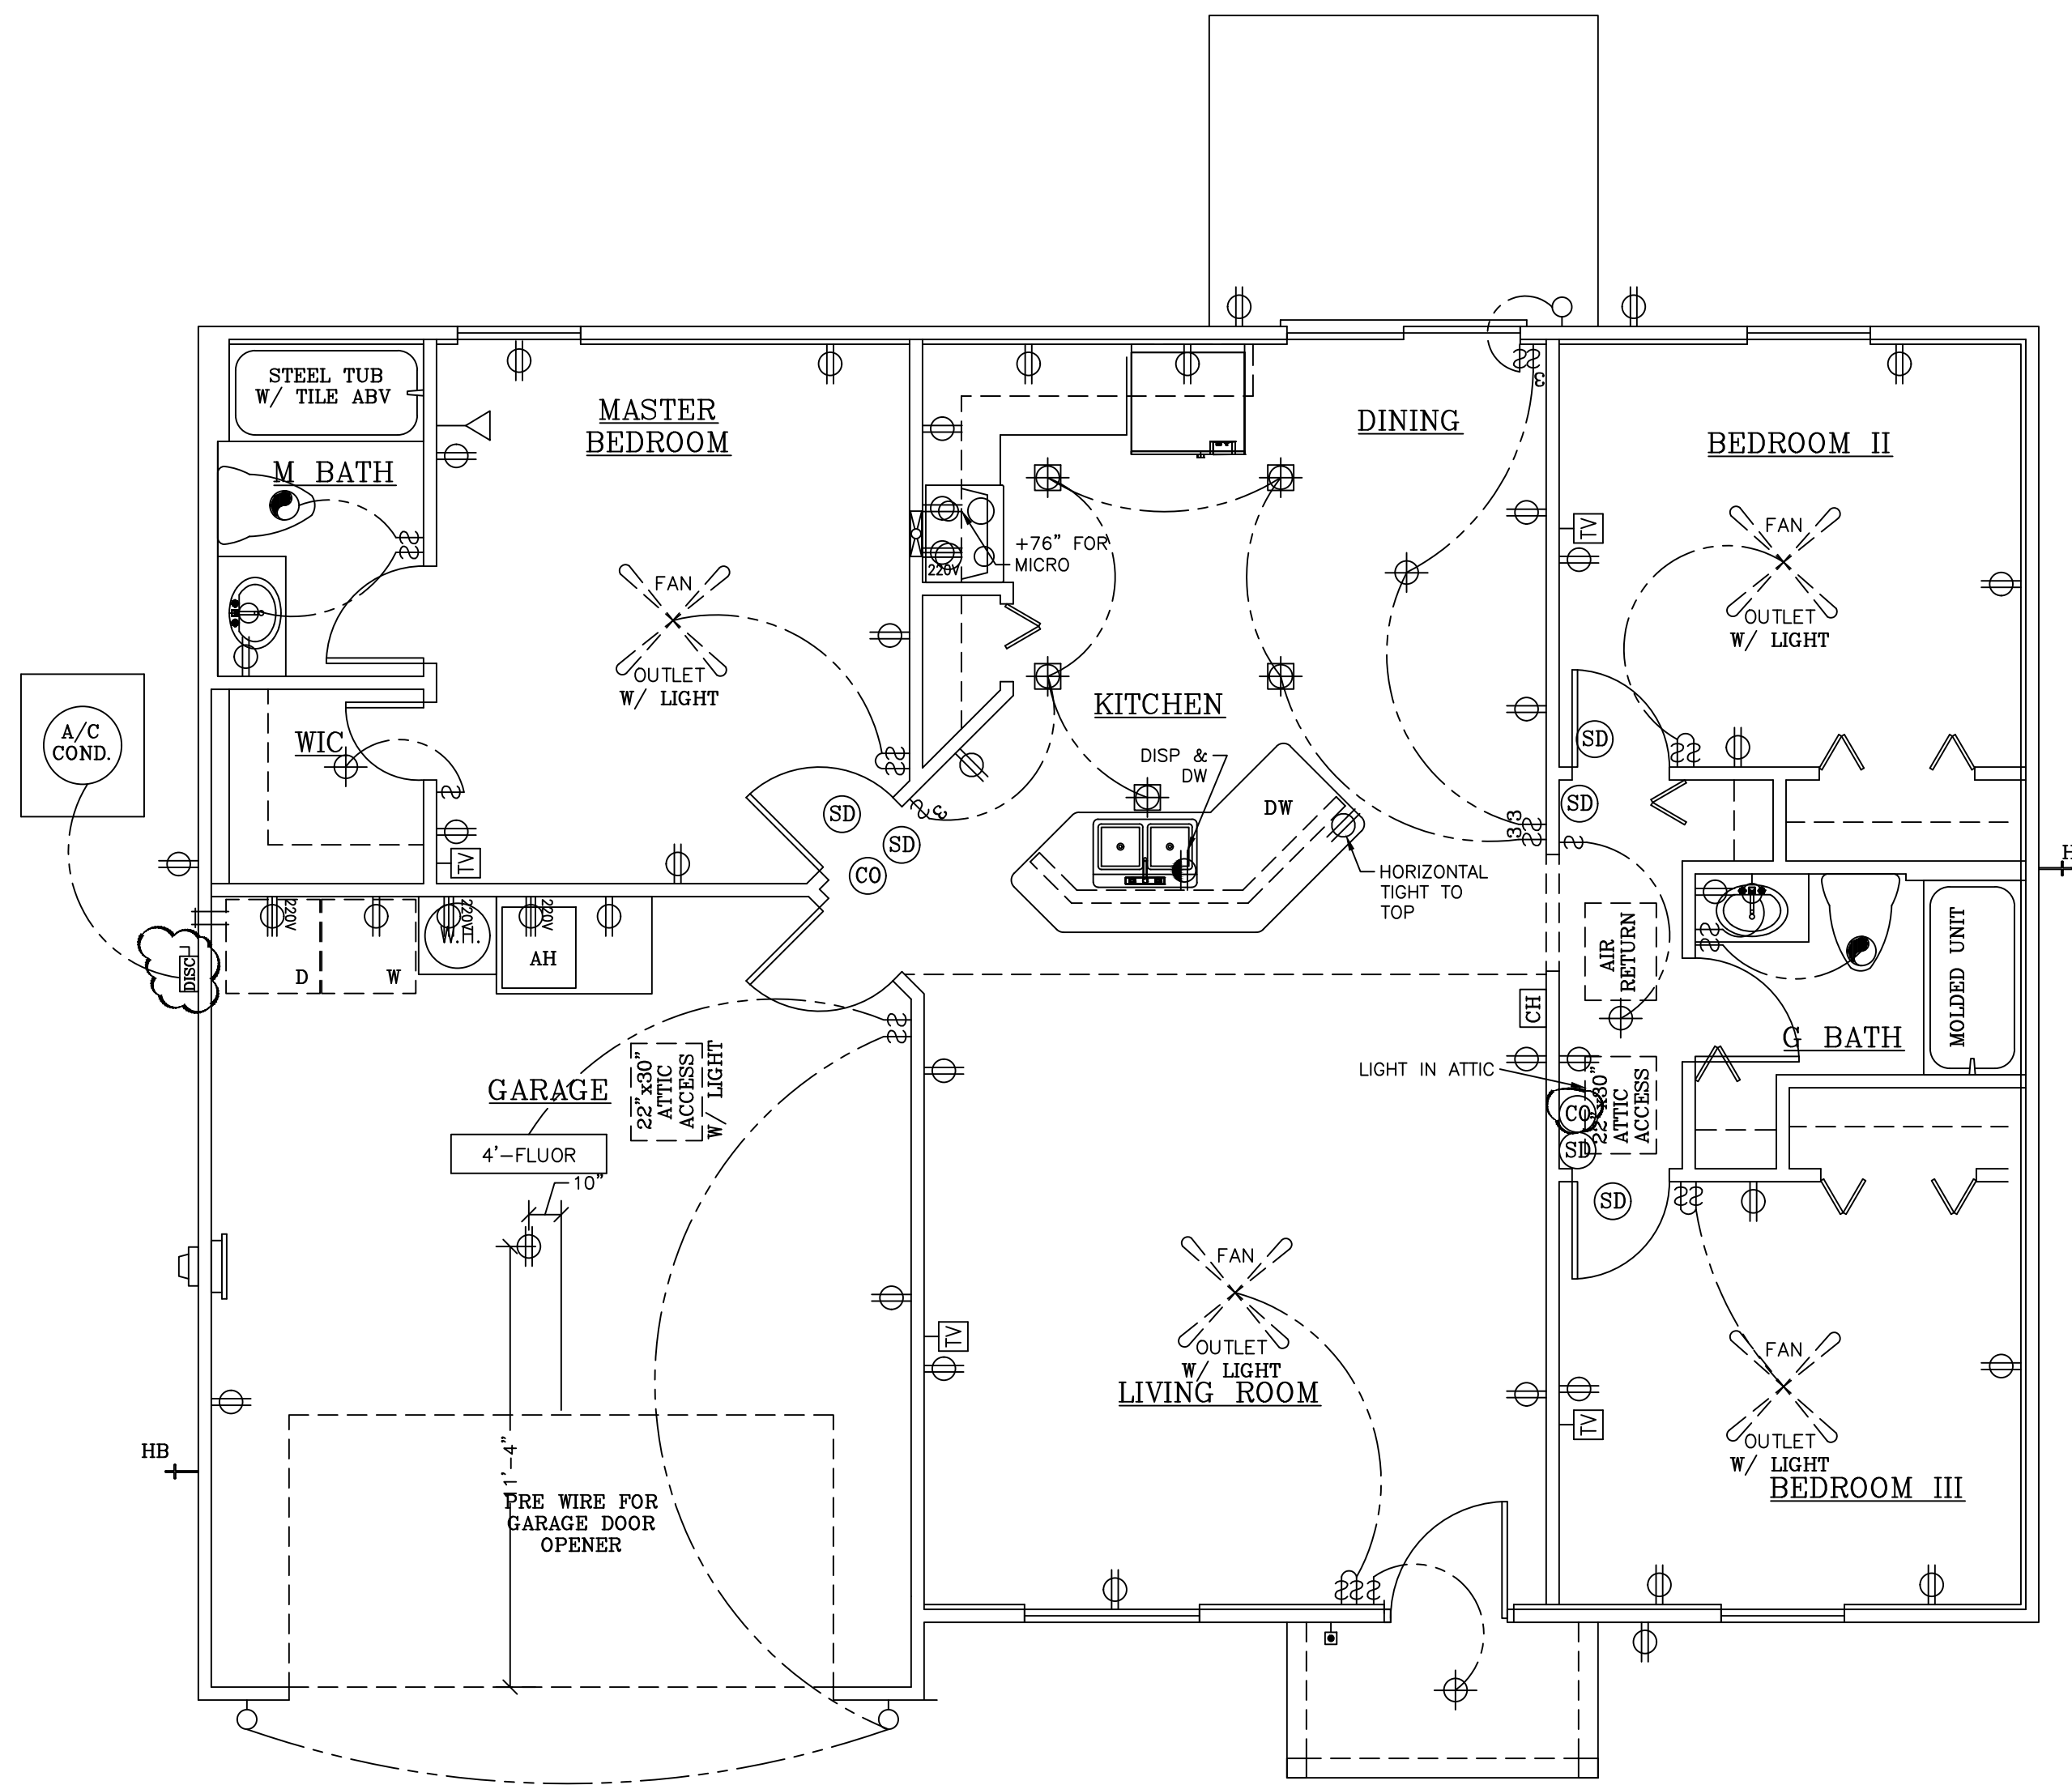 STEEL TUB
W/ TILE ABV
M BATH
MASTER
BEDROOM
FAN
OUTLET
W/ LIGHT
WIC
A/C
COND.
TV
+76" FOR
MICRO
220V
DINING
3
KITCHEN
DISP &
DW
DW
HORIZONTAL
TIGHT TO
TOP
3
3
3
SD
SD
CO
BEDROOM II
TV
FAN
OUTLET
W/ LIGHT
SD
SD
AIR
RETURN
CH
G BATH
MOLDED UNIT
H
220V
220V
220V
D
W
W.H.
AH
DISC
GARAGE
22"x30"
ATTIC
ACCESS
W/ LIGHT
4'-FLUOR
10"
11'-4"
PRE WIRE FOR
GARAGE DOOR
OPENER
HB
LIGHT IN ATTIC
22"x30"
ATTIC
ACCESS
CO
SD
SD
TV
FAN
OUTLET
W/ LIGHT
LIVING ROOM
TV
FAN
OUTLET
W/ LIGHT
BEDROOM III